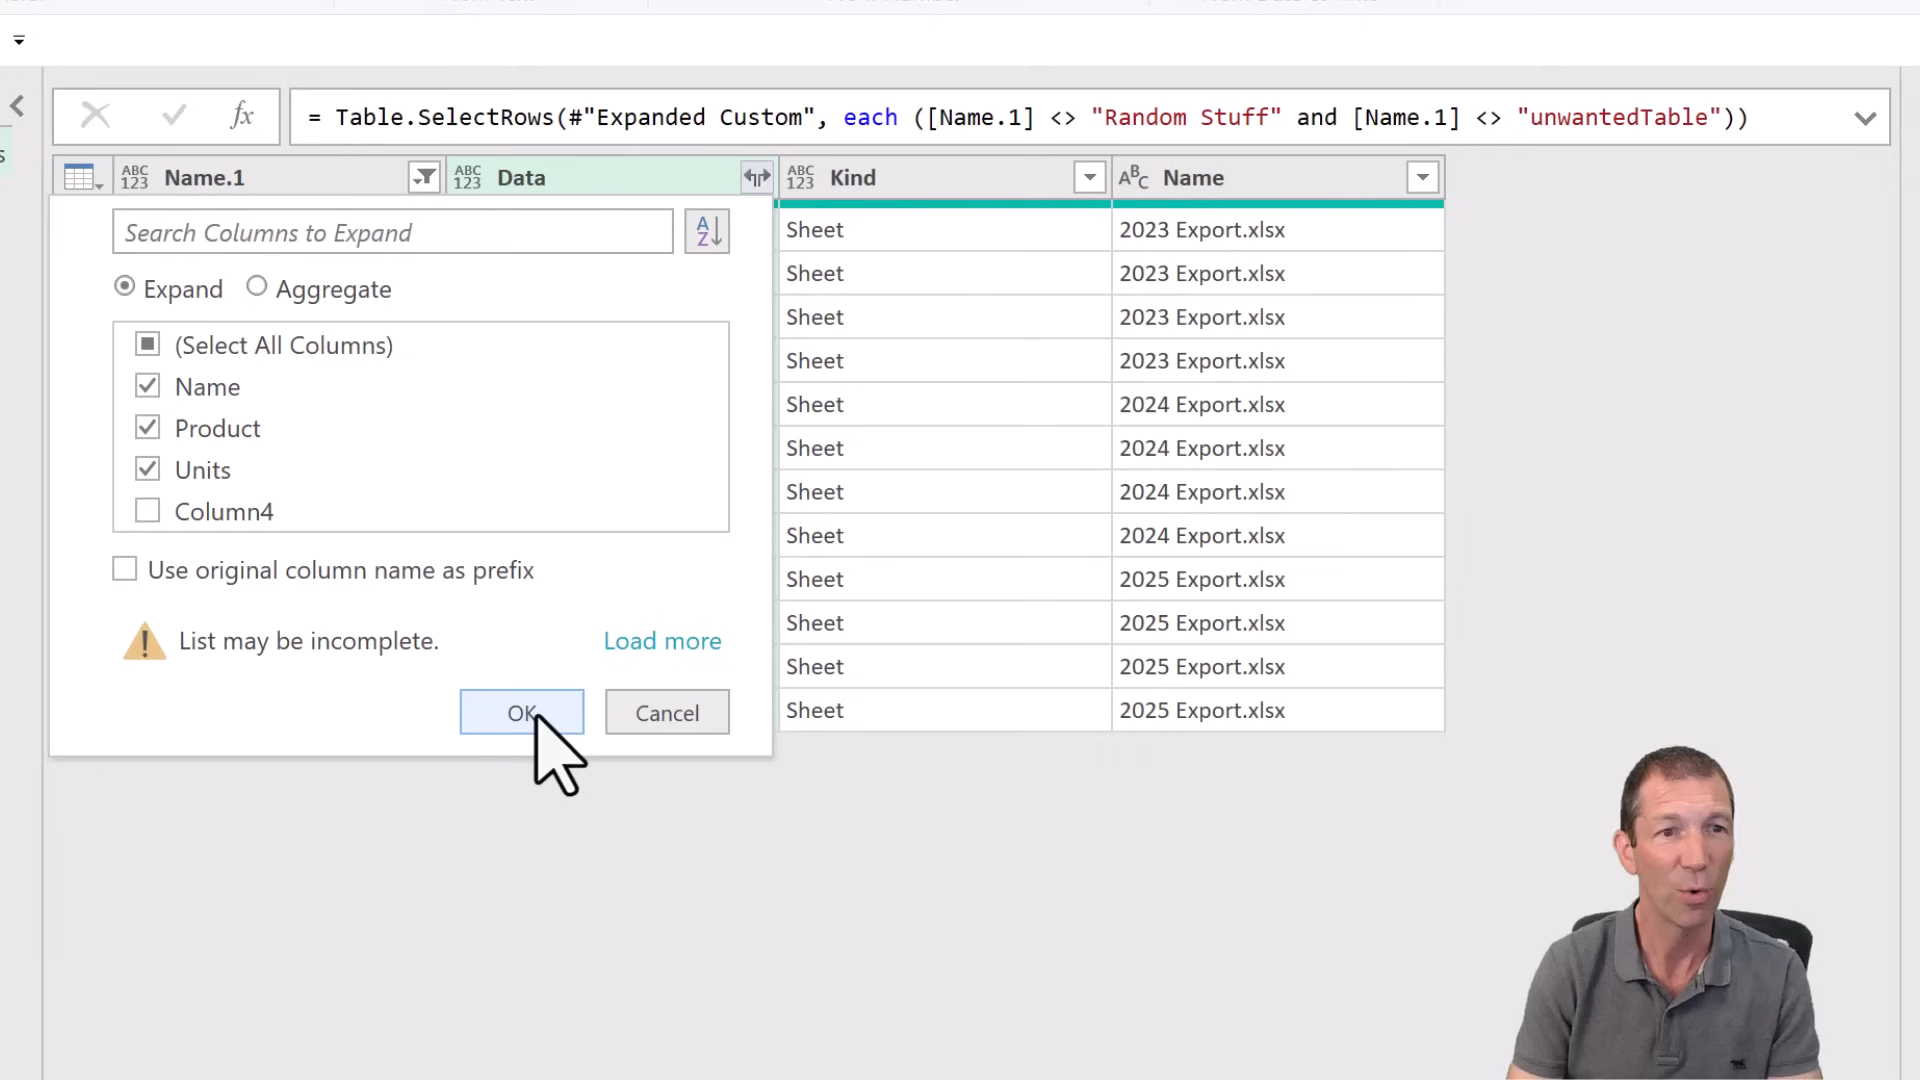 fx = Table.SelectRows(#"Expanded Custom", each ([Name.1] <> "Random Stuff" and [Name.1] <> "unwantedTable"))
ABC 123 Name.1 ABC 123 Data ABC 123 Kind ABC Name
Search Columns to Expand AZ
Expand Aggregate
(Select All Columns)
Name
Product
Units
Column4
Use original column name as prefix
List may be incomplete. Load more
OK Cancel
Sheet 2023 Export.xlsx
Sheet 2023 Export.xlsx
Sheet 2023 Export.xlsx
Sheet 2023 Export.xlsx
Sheet 2024 Export.xlsx
Sheet 2024 Export.xlsx
Sheet 2024 Export.xlsx
Sheet 2024 Export.xlsx
Sheet 2025 Export.xlsx
Sheet 2025 Export.xlsx
Sheet 2025 Export.xlsx
Sheet 2025 Export.xlsx